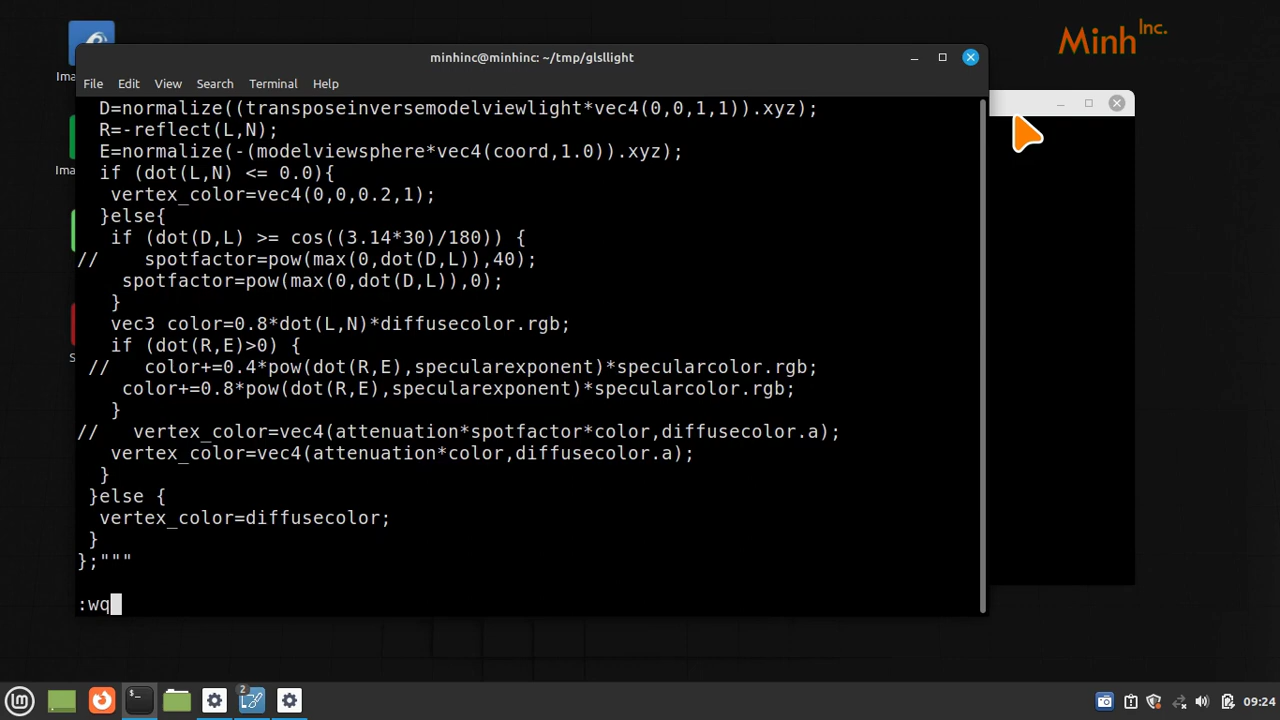 Minh Inc.
Ima
Ima
S
minhinc@minhinc: ~/tmp/glsllight
File Edit View Search Terminal Help
D=normalize((transposeinversemodelviewlight*vec4(0,0,1,1)).xyz);
R=-reflect(L,N);
E=normalize(-(modelviewsphere*vec4(coord,1.0)).xyz);
if (dot(L,N) <= 0.0){
vertex_color=vec4(0,0,0.2,1);
}else{
if (dot(D,L) >= cos((3.14*30)/180)) {
// spotfactor=pow(max(0,dot(D,L)),40);
spotfactor=pow(max(0,dot(D,L)),0);
}
vec3 color=0.8*dot(L,N)*diffusecolor.rgb;
if (dot(R,E)>0) {
// color+=0.4*pow(dot(R,E),specularexponent)*specularcolor.rgb;
color+=0.8*pow(dot(R,E),specularexponent)*specularcolor.rgb;
}
// vertex_color=vec4(attenuation*spotfactor*color,diffusecolor.a);
vertex_color=vec4(attenuation*color,diffusecolor.a);
}
}else {
vertex_color=diffusecolor;
}
};"""
:wq
2
09:24